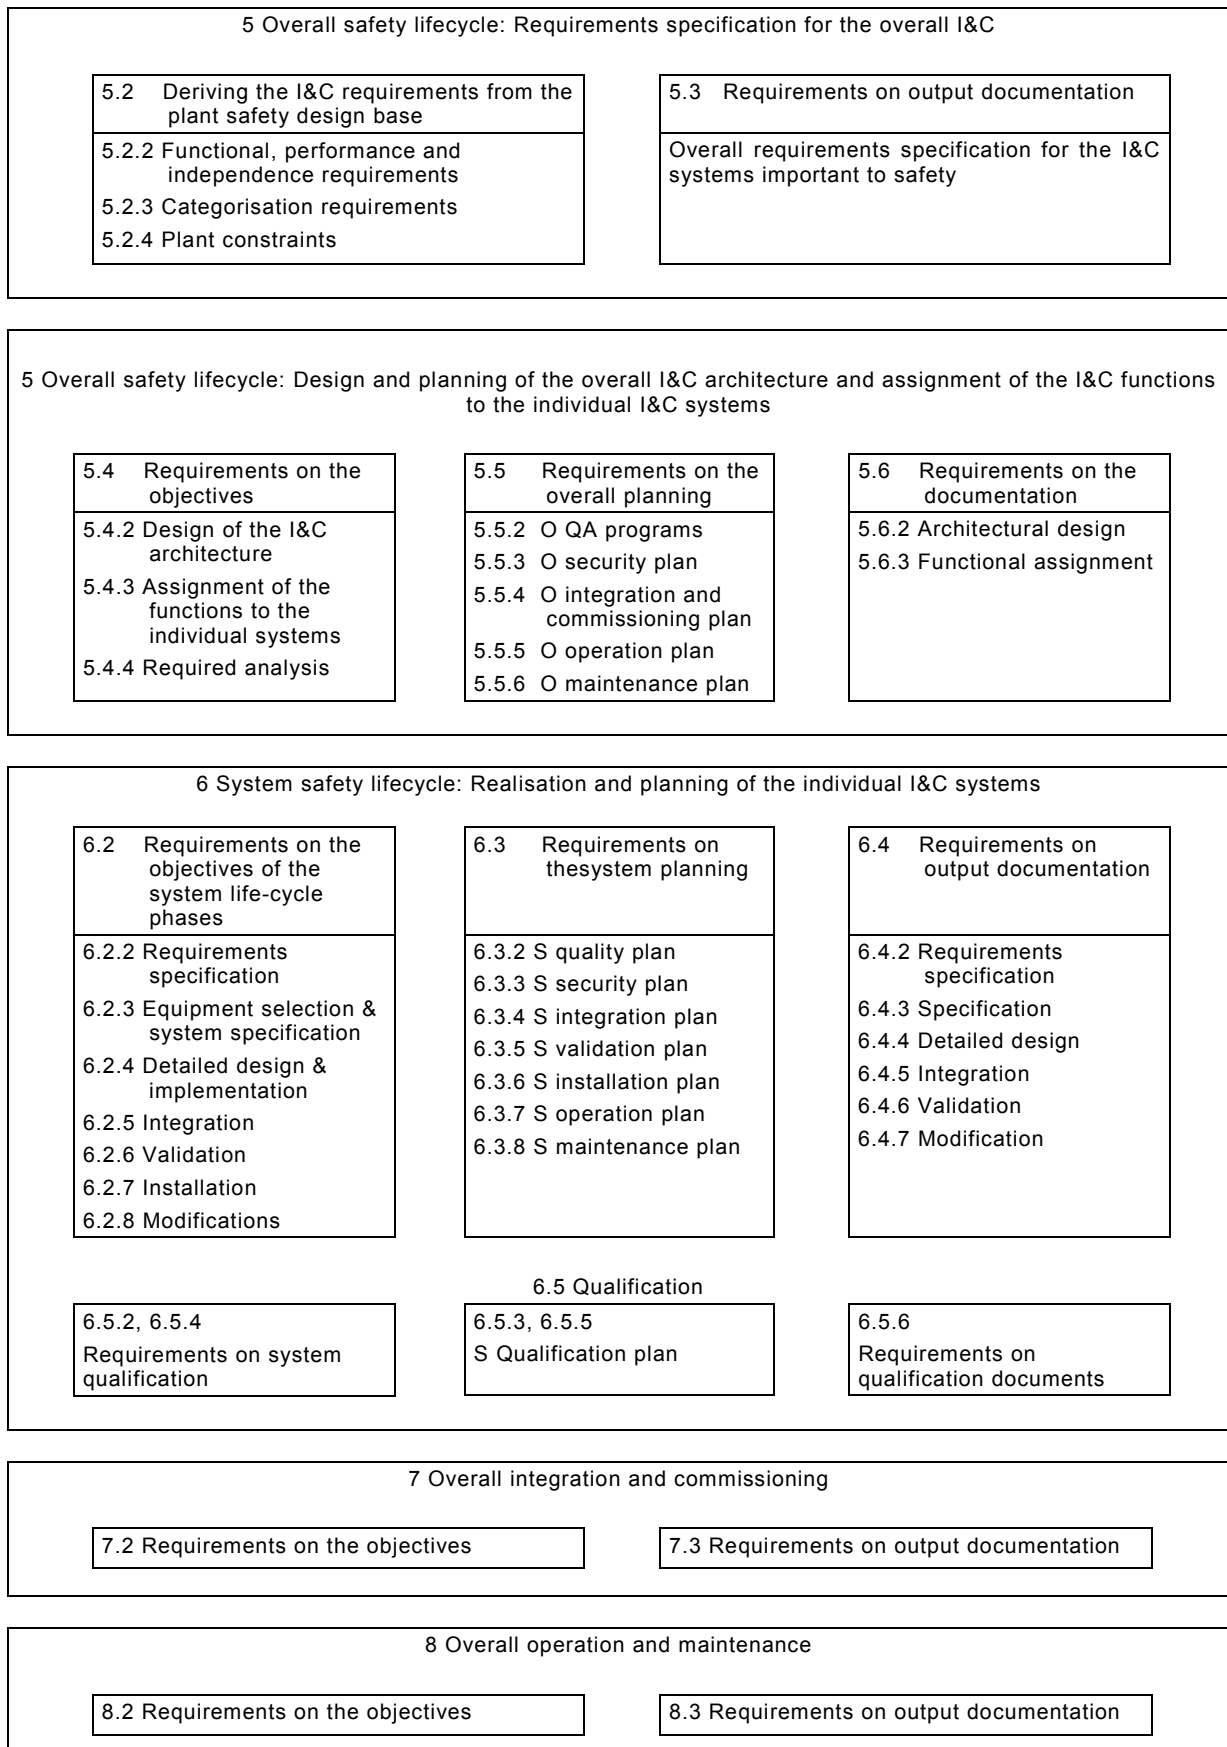 5 Overall safety lifecycle: Requirements specification for the overall I&C
5.2 Deriving the I&C requirements from the
plant safety design base
5.2.2 Functional, performance and
independence requirements
5.2.3 Categorisation requirements
5.2.4 Plant constraints
5.3 Requirements on output documentation
Overall requirements specification for the I&C
systems important to safety
5 Overall safety lifecycle: Design and planning of the overall I&C architecture and assignment of the I&C functions
to the individual I&C systems
5.4 Requirements on the
objectives
5.4.2 Design of the I&C
architecture
5.4.3 Assignment of the
functions to the
individual systems
5.4.4 Required analysis
5.5 Requirements on the
overall planning
5.5.2 O QA programs
5.5.3 O security plan
5.5.4 O integration and
commissioning plan
5.5.5 O operation plan
5.5.6 O maintenance plan
5.6 Requirements on the
documentation
5.6.2 Architectural design
5.6.3 Functional assignment
6 System safety lifecycle: Realisation and planning of the individual I&C systems
6.2 Requirements on the
objectives of the
system life-cycle
phases
6.2.2 Requirements
specification
6.2.3 Equipment selection &
system specification
6.2.4 Detailed design &
implementation
6.2.5 Integration
6.2.6 Validation
6.2.7 Installation
6.2.8 Modifications
6.3 Requirements on
thesystem planning
6.3.2 S quality plan
6.3.3 S security plan
6.3.4 S integration plan
6.3.5 S validation plan
6.3.6 S installation plan
6.3.7 S operation plan
6.3.8 S maintenance plan
6.4 Requirements on
output documentation
6.4.2 Requirements
specification
6.4.3 Specification
6.4.4 Detailed design
6.4.5 Integration
6.4.6 Validation
6.4.7 Modification
6.5 Qualification
6.5.2, 6.5.4
Requirements on system
qualification
6.5.3, 6.5.5
S Qualification plan
6.5.6
Requirements on
qualification documents
7 Overall integration and commissioning
7.2 Requirements on the objectives
7.3 Requirements on output documentation
8 Overall operation and maintenance
8.2 Requirements on the objectives
8.3 Requirements on output documentation